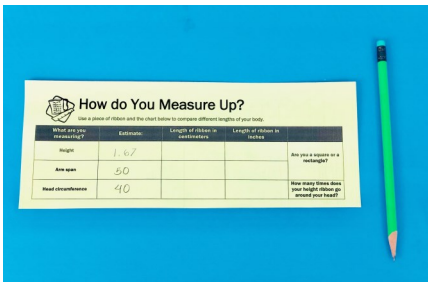 How do You Measure Up?
Use a piece of ribbon and the chart below to compare different lengths of your body.
What are you measuring? Estimate: Length of ribbon in centimeters Length of ribbon in inches
Height 1.67 Are you a square or a rectangle?
Arm span 50
Head circumference 40 How many times does your height ribbon go around your head?